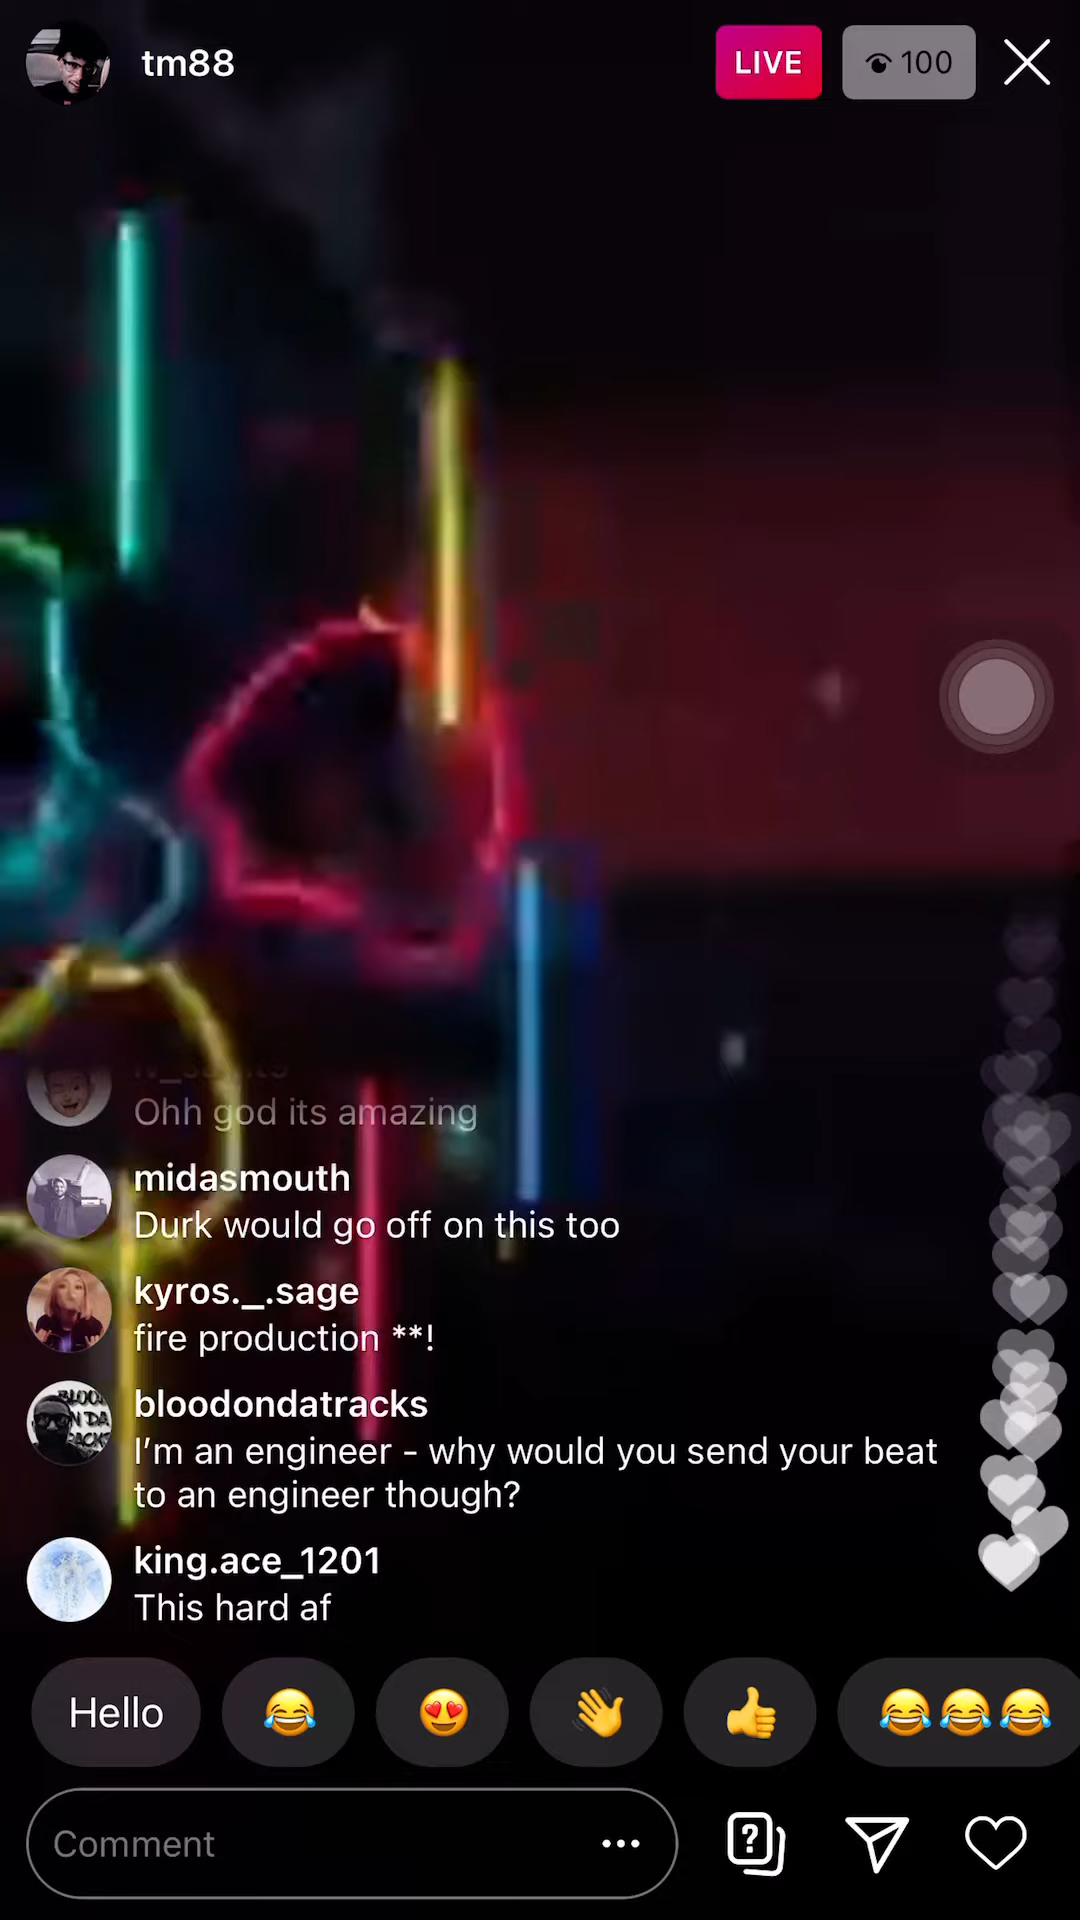 tm88
LIVE
100
Ohh god its amazing
midasmouth
Durk would go off on this too
kyros._.sage
fire production **!
bloodondatracks
I'm an engineer - why would you send your beat
to an engineer though?
king.ace_1201
This hard af
Hello
Comment